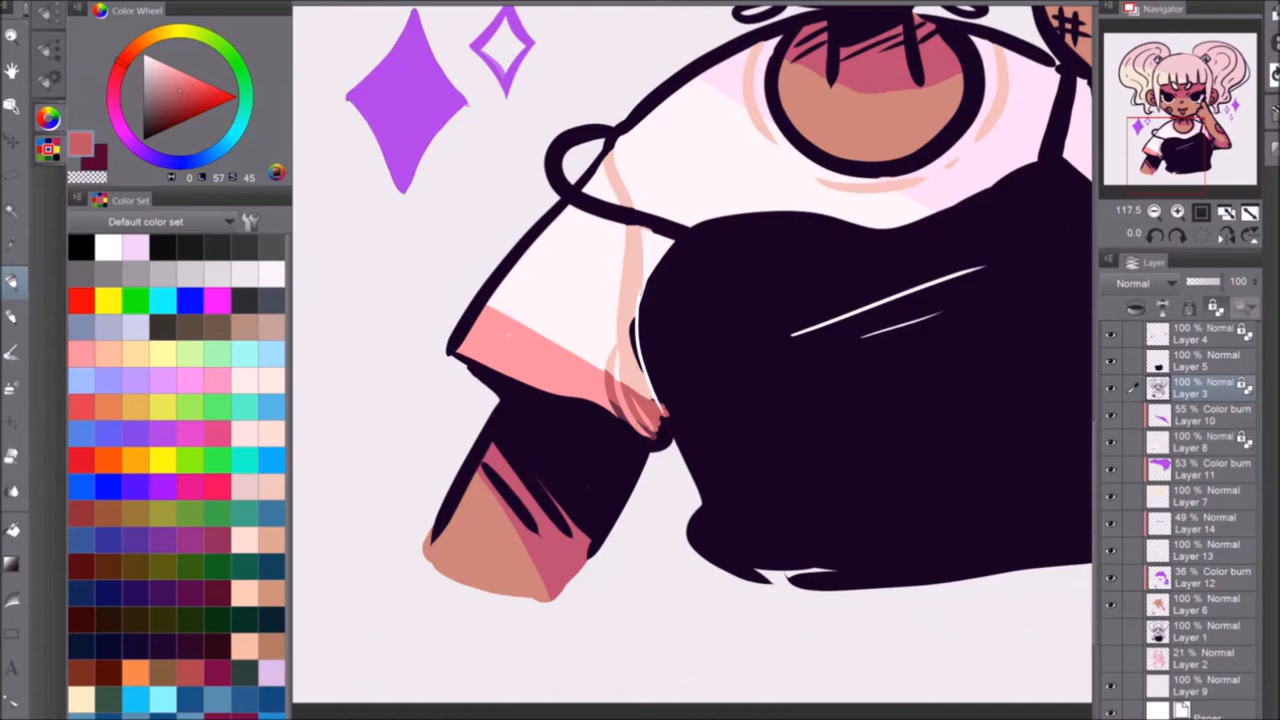 Color Wheel
H 0 L 57 S 45
Color Set
Default color set
Navigator
117.5
0.0
Layer
Normal 100
100 % Normal
Layer 4
100 % Normal
Layer 5
100 % Normal
Layer 3
55 % Color burn
Layer 10
100 % Normal
Layer 8
53 % Color burn
Layer 11
100 % Normal
Layer 7
49 % Normal
Layer 14
100 % Normal
Layer 13
36 % Color burn
Layer 12
100 % Normal
Layer 6
100 % Normal
Layer 1
21 % Normal
Layer 2
100 % Normal
Layer 9
Paper